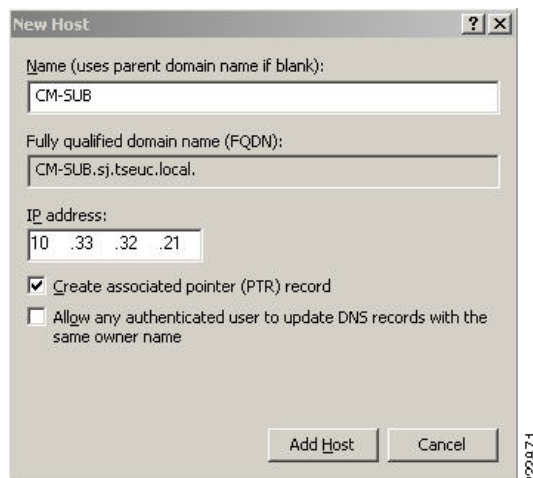 New Host
Name (uses parent domain name if blank):
CM-SUB
Fully qualified domain name (FQDN):
CM-SUB.sj.tseuc.local.
IP address:
10 .33 .32 .21
Create associated pointer (PTR) record
Allow any authenticated user to update DNS records with the
same owner name
Add Host
Cancel